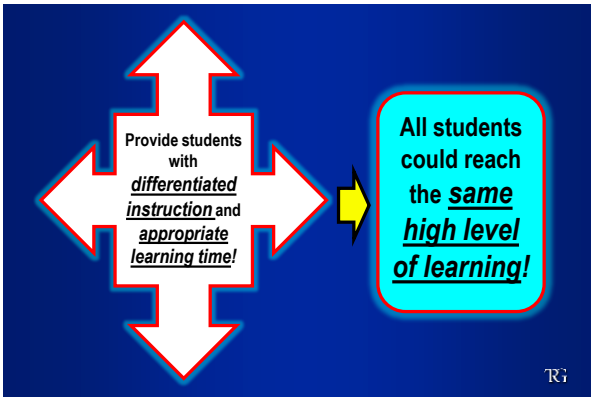 Provide students
with
differentiated
instruction and
appropriate
learning time!
All students
could reach
the same
high level
of learning!
TRG